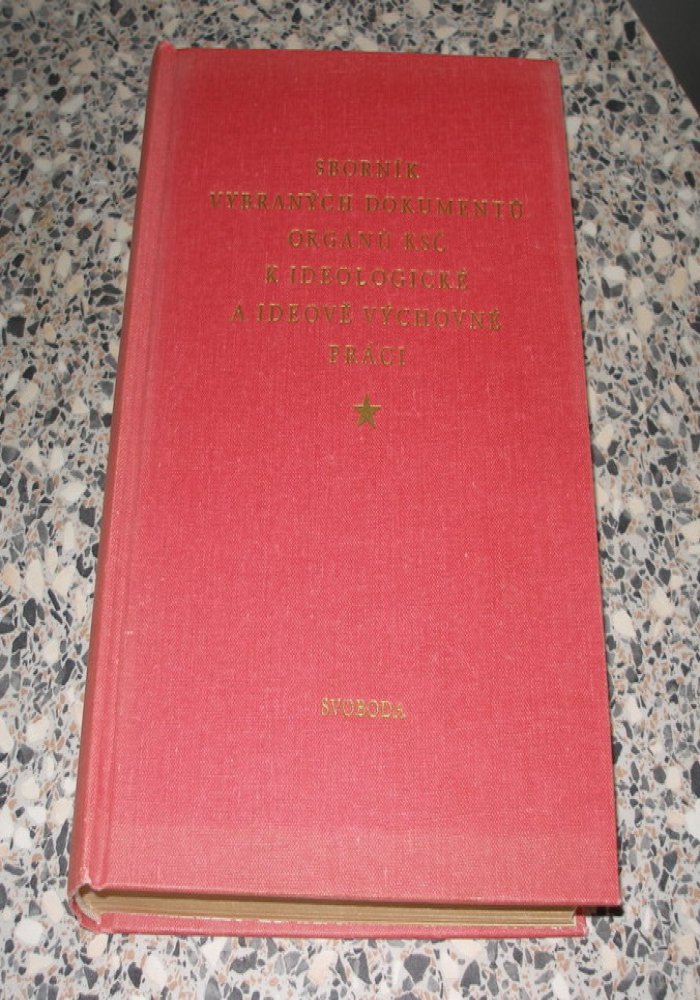 SBORNÍK
VYBRANÝCH DOKUMENTŮ
ORGÁNŮ KSČ
K IDEOLOGICKÉ
A IDEOVĚ VÝCHOVNÉ
PRÁCI
SVOBODA